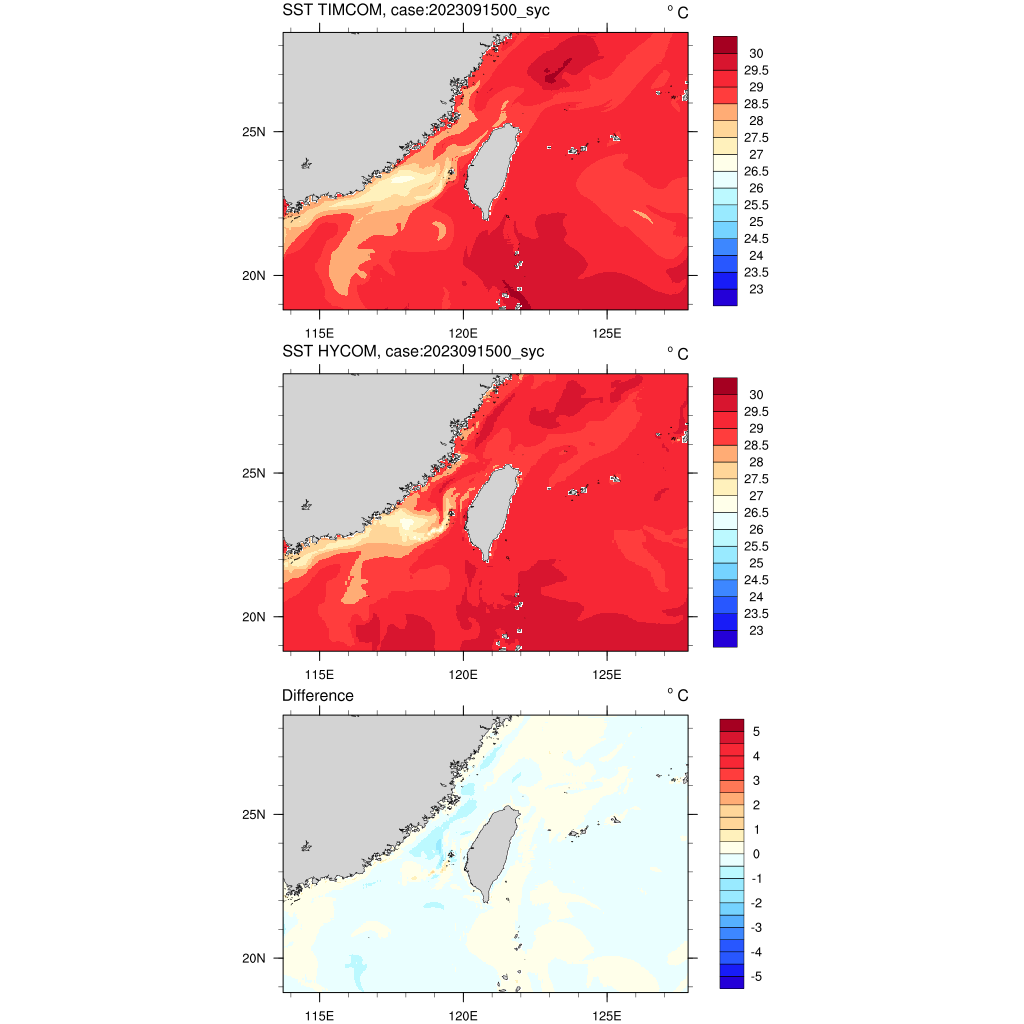 SST TIMCOM, case:2023091500_syc
° C
30
29.5
29
28.5
28
27.5
27
26.5
26
25.5
25
24.5
24
23.5
23
25N
20N
115E
120E
125E
SST HYCOM, case:2023091500_syc
° C
30
29.5
29
28.5
28
27.5
27
26.5
26
25.5
25
24.5
24
23.5
23
25N
20N
115E
120E
125E
Difference
° C
5
4
3
2
1
0
-1
-2
-3
-4
-5
25N
20N
115E
120E
125E